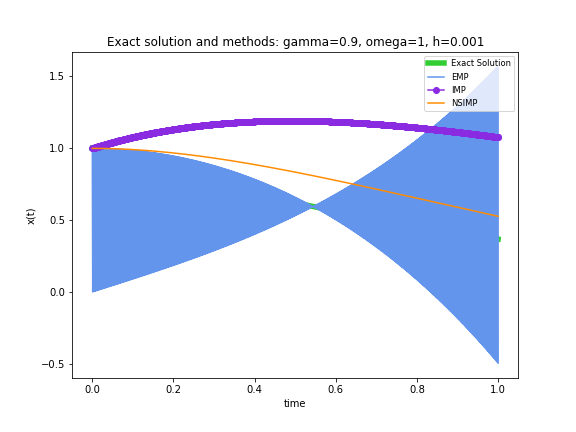 Exact solution and methods: gamma=0.9, omega=1, h=0.001
Exact Solution
EMP
IMP
NSIMP
1.5
1.0
0.5
0.0
−0.5
x(t)
0.0 0.2 0.4 0.6 0.8 1.0
time